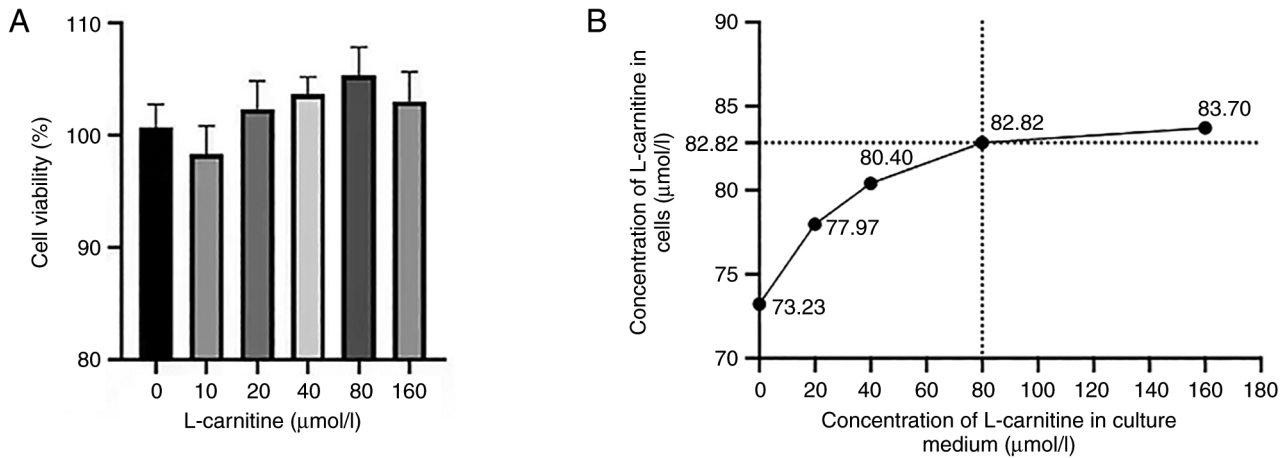 A
110
100
90
80
Cell viability (%)
0 10 20 40 80 160
L-carnitine (μmol/l)
B
90
85
82.82
80
75
70
Concentration of L-carnitine in
cells (μmol/l)
73.23
77.97
80.40
82.82
83.70
0 20 40 60 80 100 120 140 160 180
Concentration of L-carnitine in culture
medium (μmol/l)